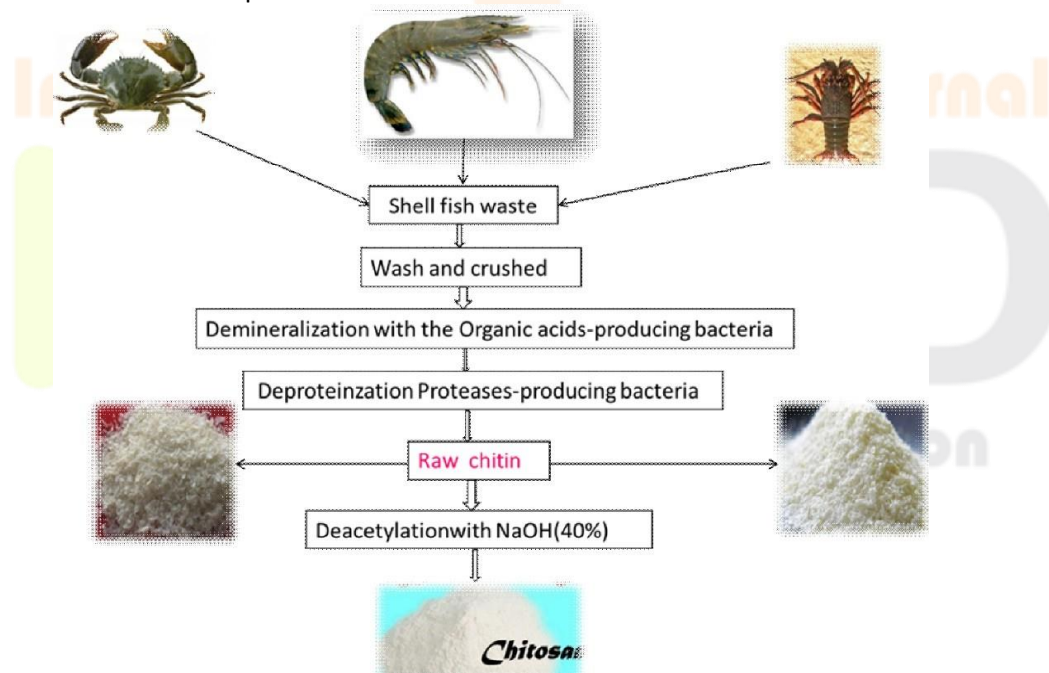 Shell fish waste
Wash and crushed
Demineralization with the Organic acids-producing bacteria
Deproteinzation Proteases-producing bacteria
Raw chitin
Deacetylationwith NaOH(40%)